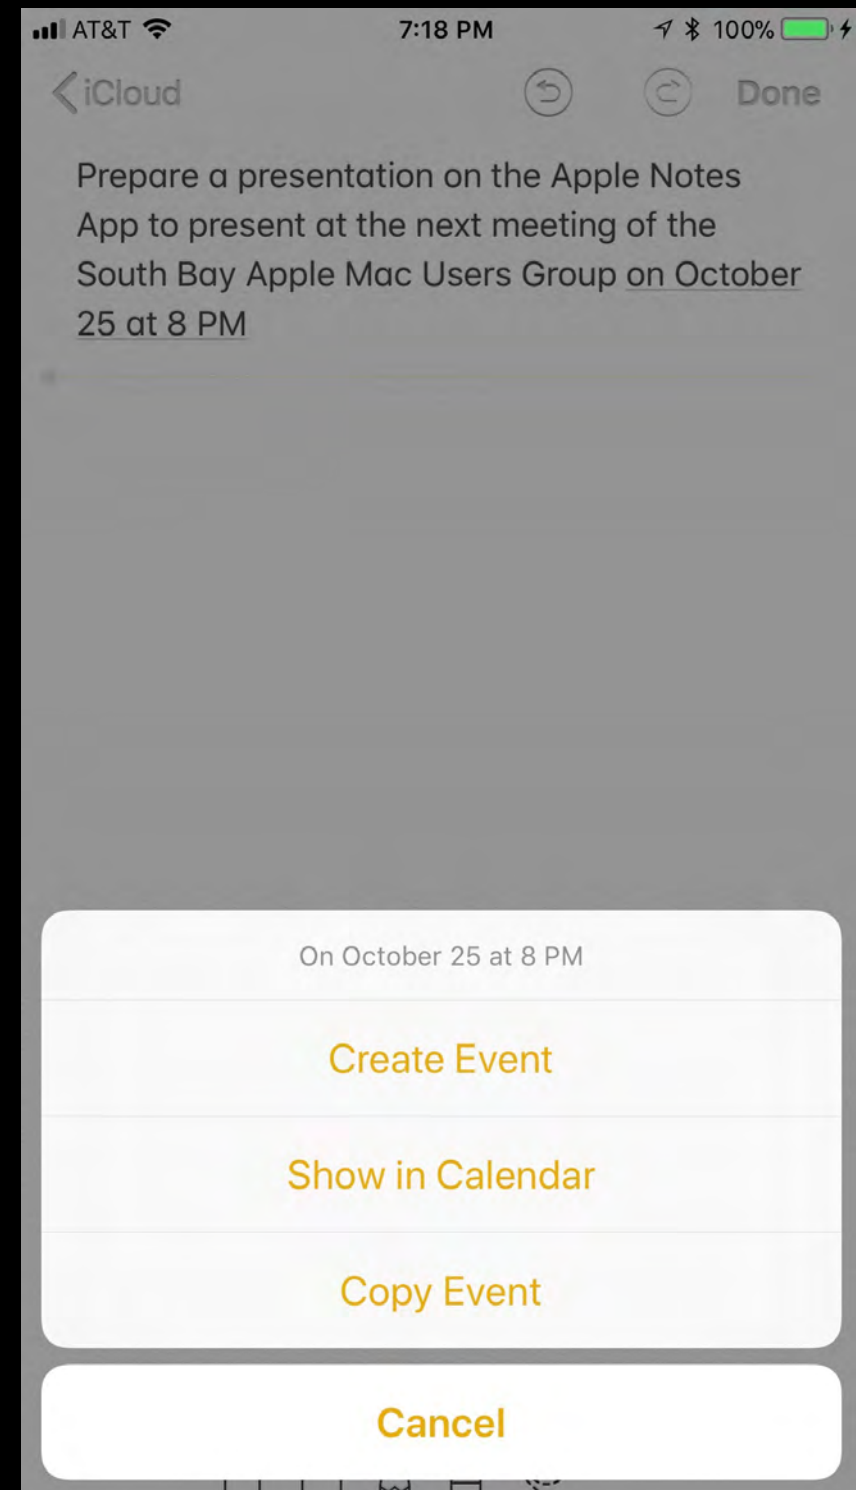 AT&T 7:18 PM 100%
iCloud Done
Prepare a presentation on the Apple Notes
App to present at the next meeting of the
South Bay Apple Mac Users Group on October
25 at 8 PM
On October 25 at 8 PM
Create Event
Show in Calendar
Copy Event
Cancel